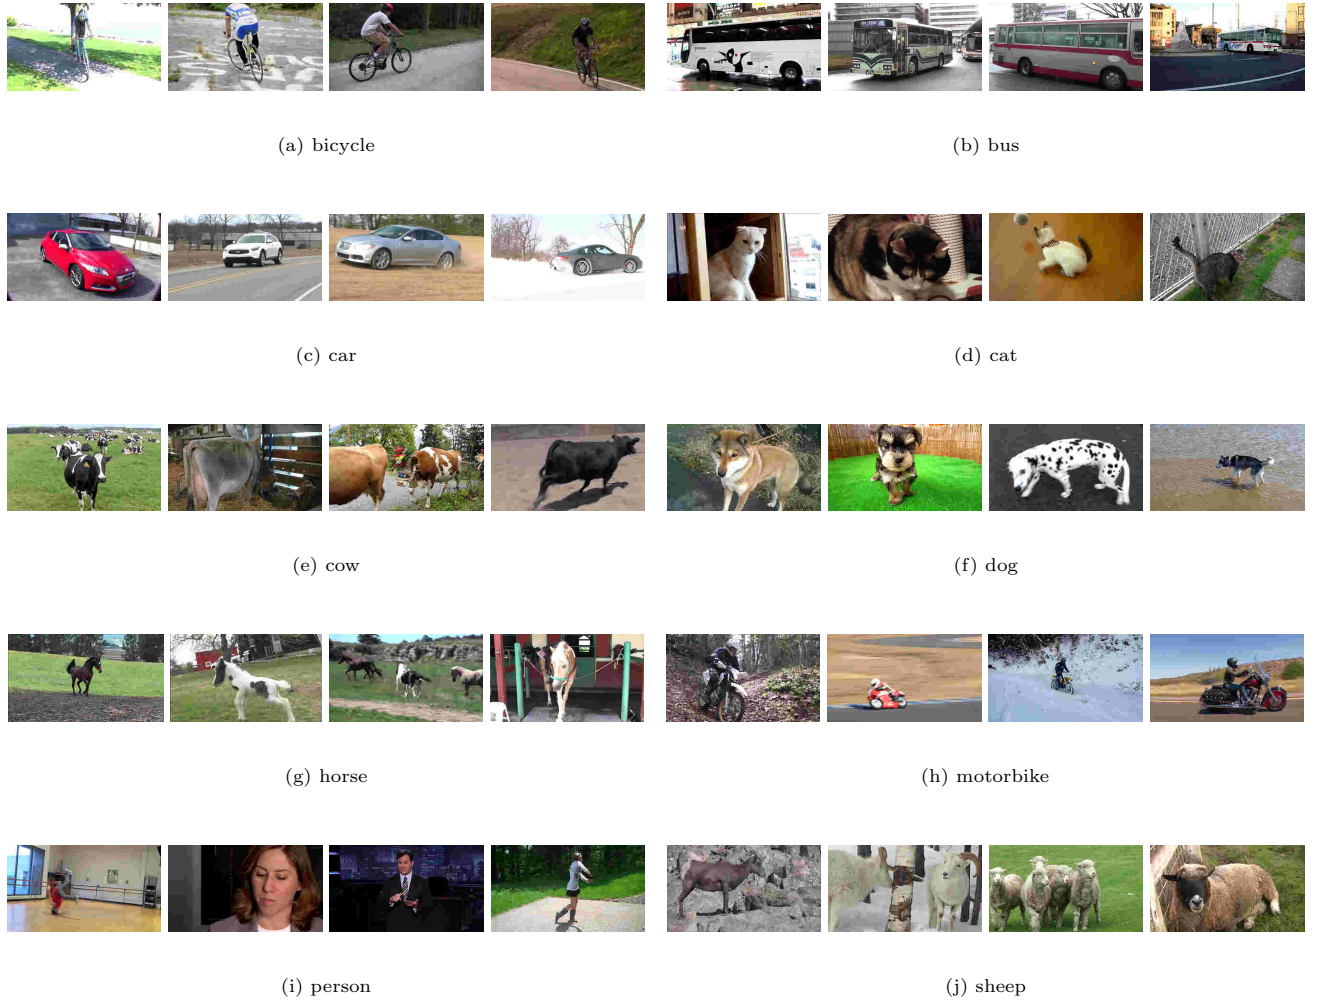 (a) bicycle
(b) bus
(c) car
(d) cat
(e) cow
(f) dog
(g) horse
(h) motorbike
(i) person
(j) sheep